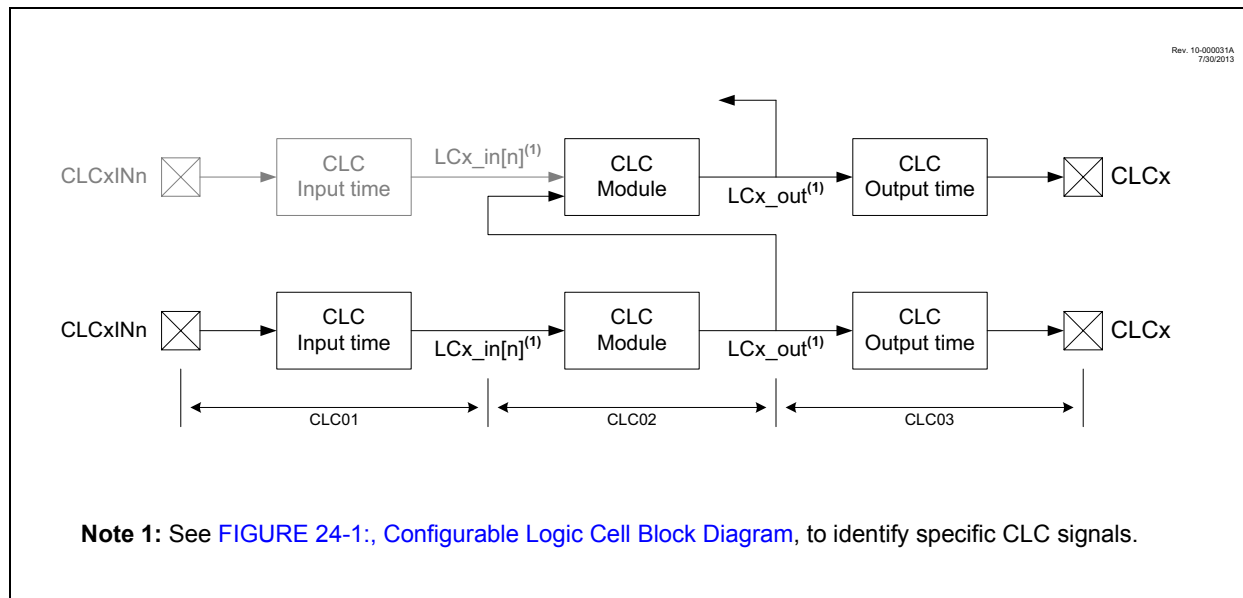 Rev. 10-000031A
7/30/2013
CLCxINn
CLC
Input time
LCx_in[n](1)
CLC
Module
LCx_out(1)
CLC
Output time
CLCx
CLCxINn
CLC
Input time
LCx_in[n](1)
CLC
Module
LCx_out(1)
CLC
Output time
CLCx
CLC01
CLC02
CLC03
Note 1: See FIGURE 24-1:, Configurable Logic Cell Block Diagram, to identify specific CLC signals.